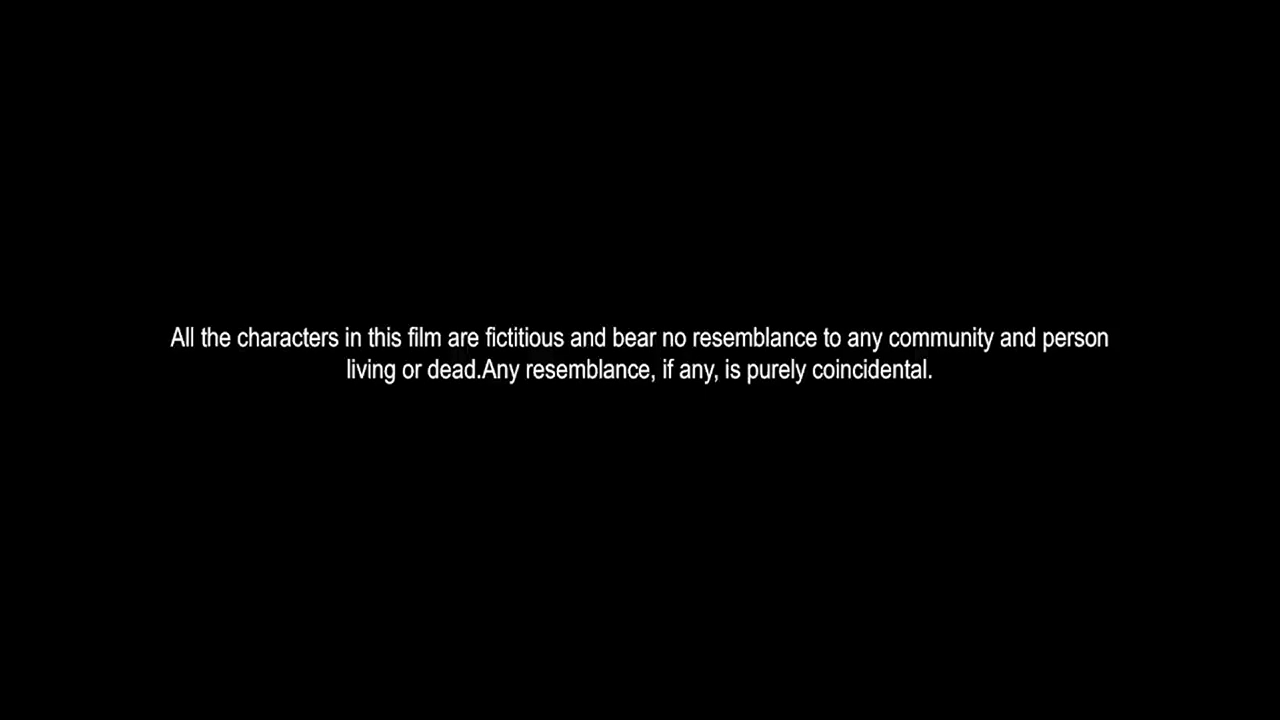 All the characters in this film are fictitious and bear no resemblance to any community and person
living or dead.Any resemblance, if any, is purely coincidental.